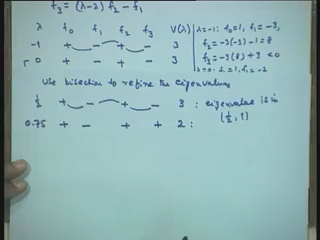 f₃ = (λ-2) f₂ - f₁
λ f₀ f₁ f₂ f₃ V(λ) λ=-1: f₀=1, f₁=-3,
-1 + - + - 3 f₂=-3(-3)-1=8
0 + - + - 3 f₃=-3(8)+3 <0
λ=0: f₀=1, f₁=-2
Use bisection to refine the eigenvalues
½ + - + - 3 : eigenvalue is in
(½, 1)
0.75 + - + + 2 :